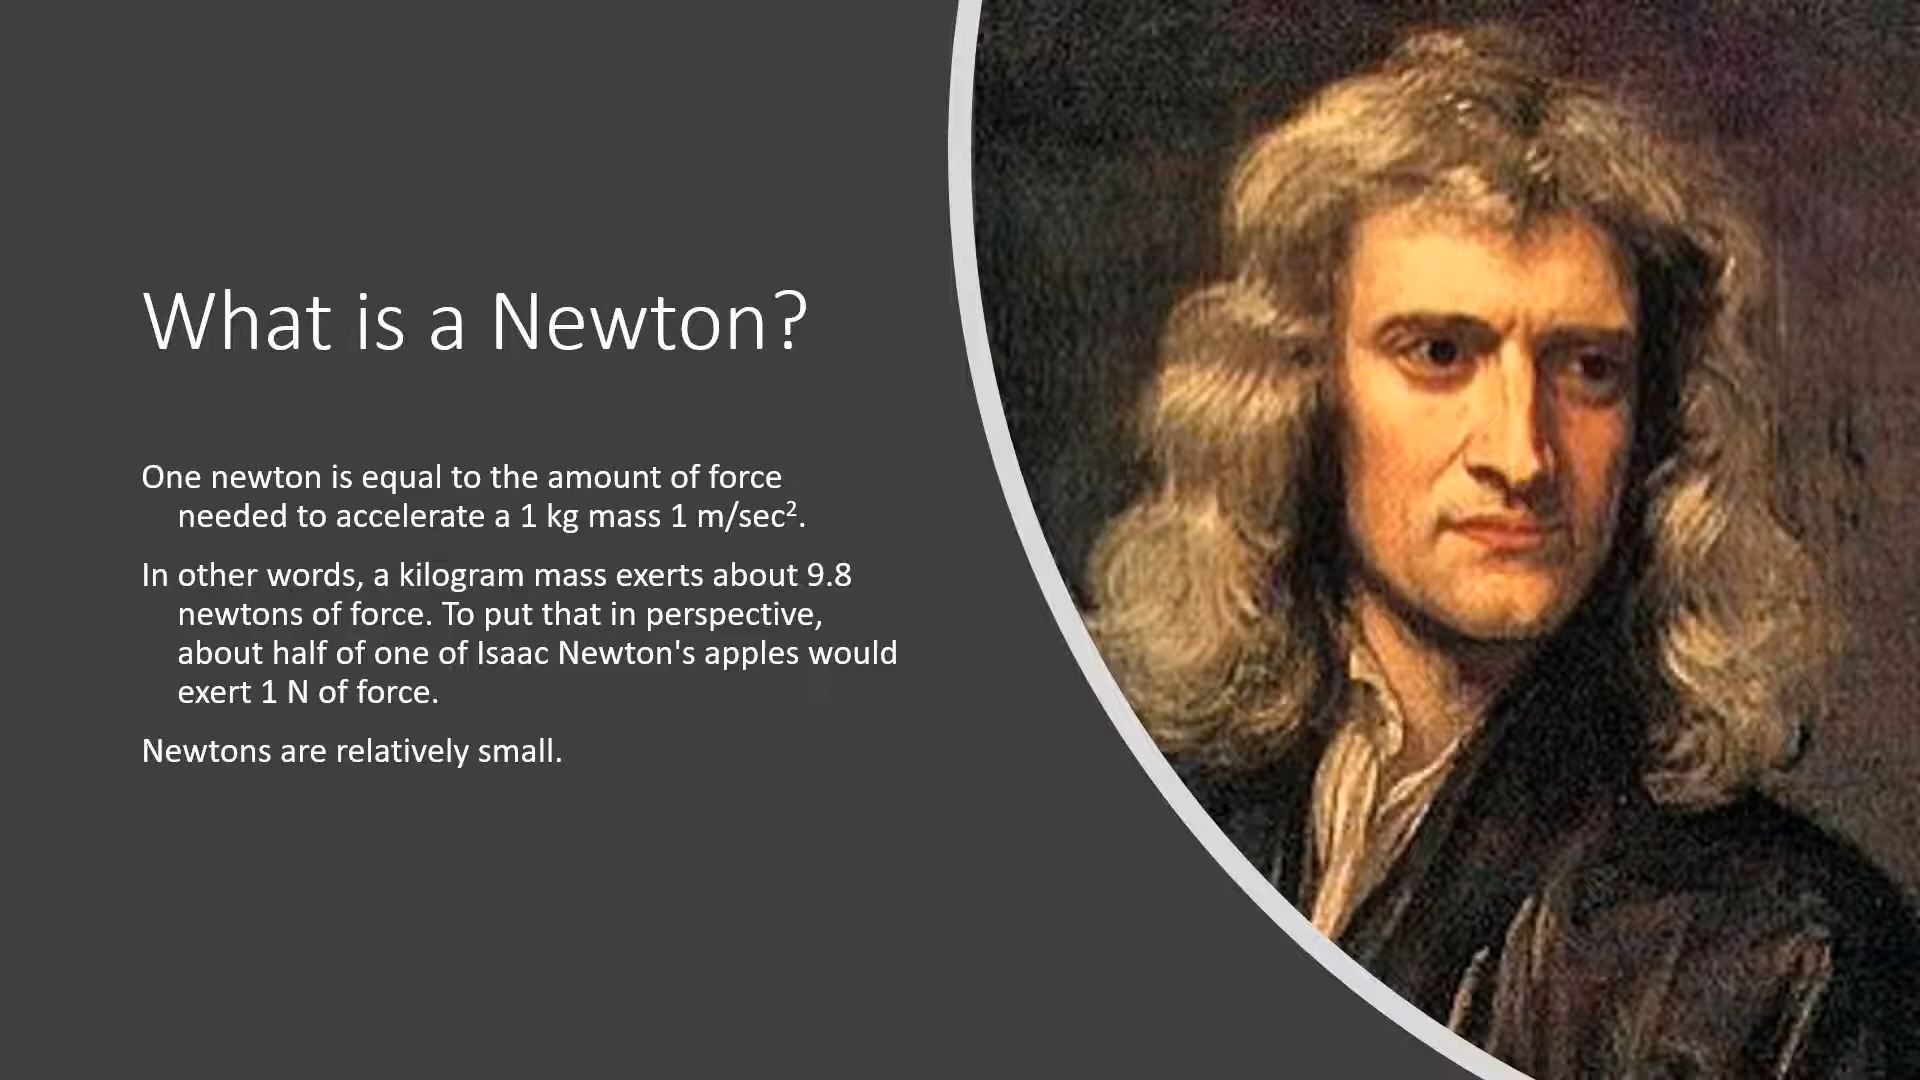 What is a Newton?
One newton is equal to the amount of force
needed to accelerate a 1 kg mass 1 m/sec².
In other words, a kilogram mass exerts about 9.8
newtons of force. To put that in perspective,
about half of one of Isaac Newton's apples would
exert 1 N of force.
Newtons are relatively small.